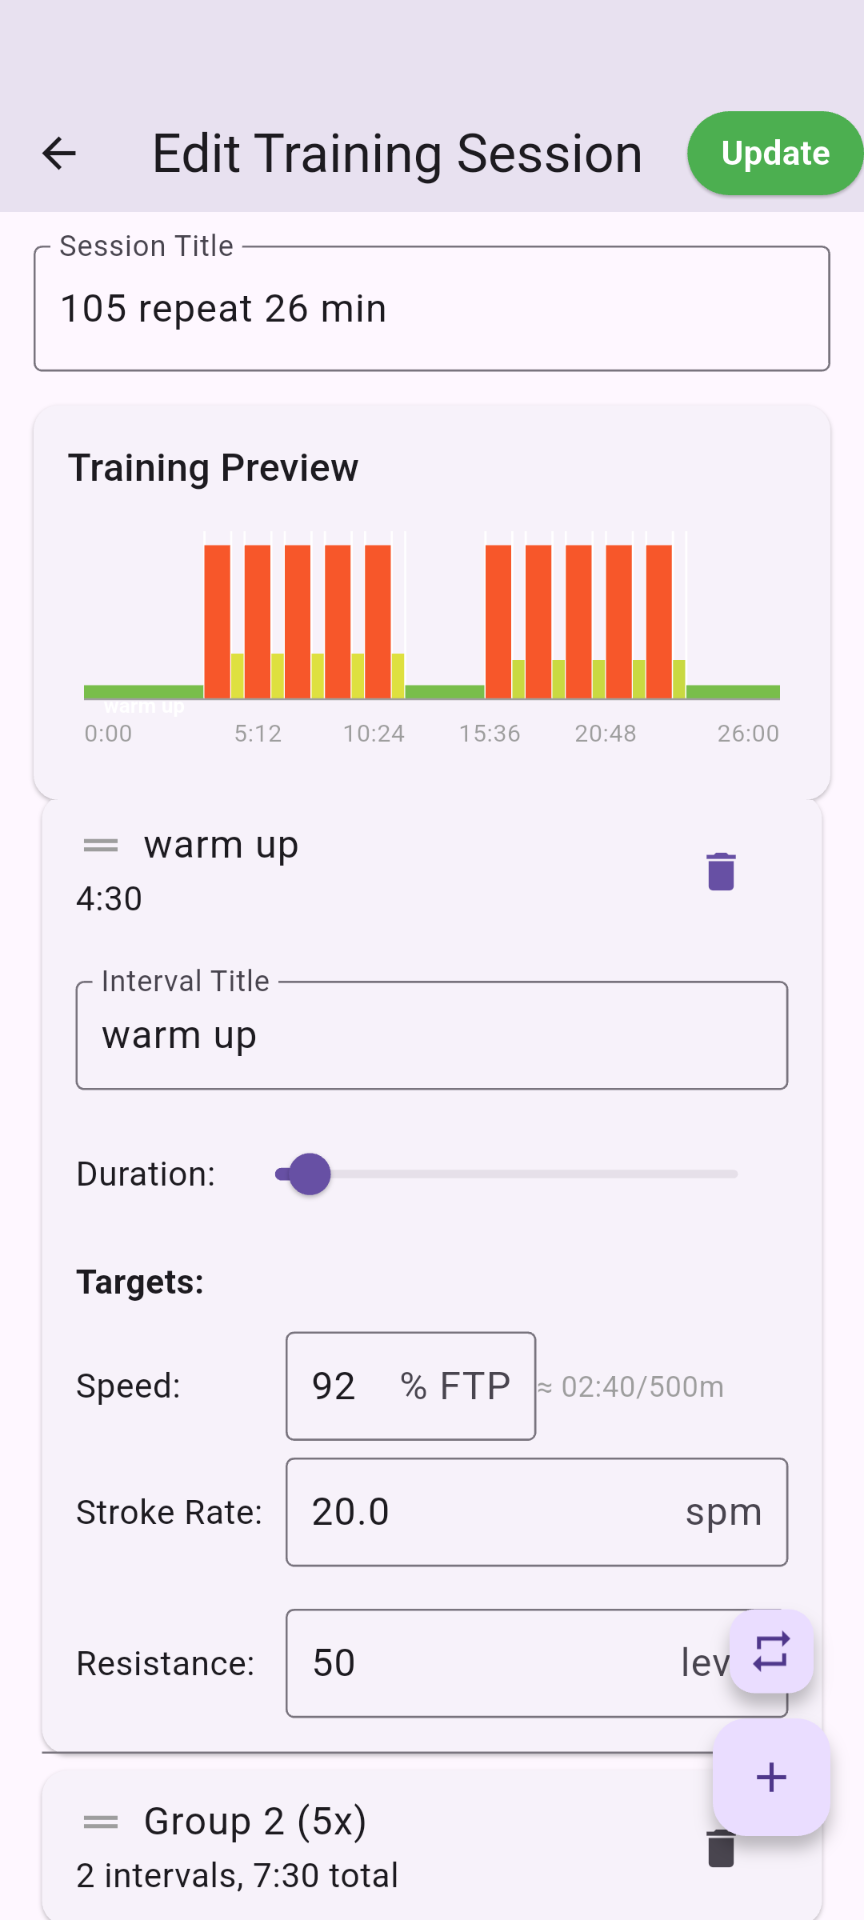 Edit Training Session
Update
Session Title
105 repeat 26 min
Training Preview
warm up
0:00 5:12 10:24 15:36 20:48 26:00
warm up
4:30
Interval Title
warm up
Duration:
Targets:
Speed: 92 % FTP ≈ 02:40/500m
Stroke Rate: 20.0 spm
Resistance: 50 lev
Group 2 (5x)
2 intervals, 7:30 total